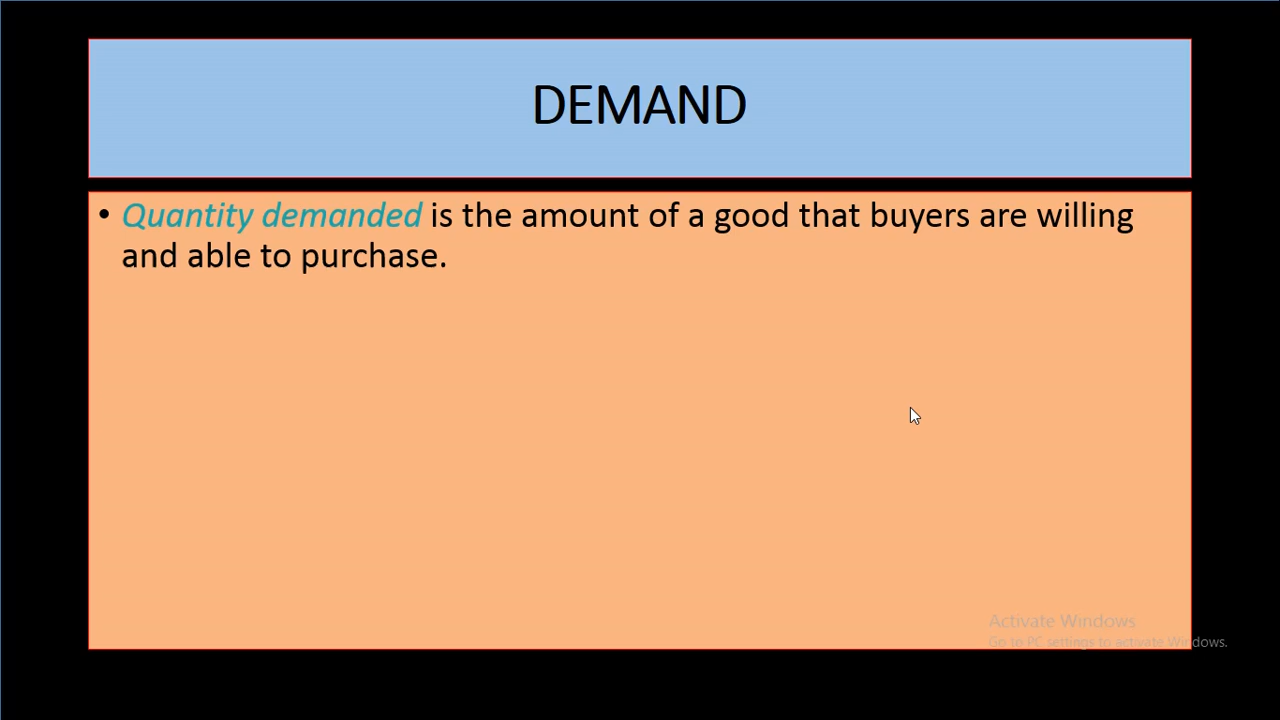 DEMAND
• Quantity demanded is the amount of a good that buyers are willing
and able to purchase.
Activate Windows
Go to PC settings to activate Windows.